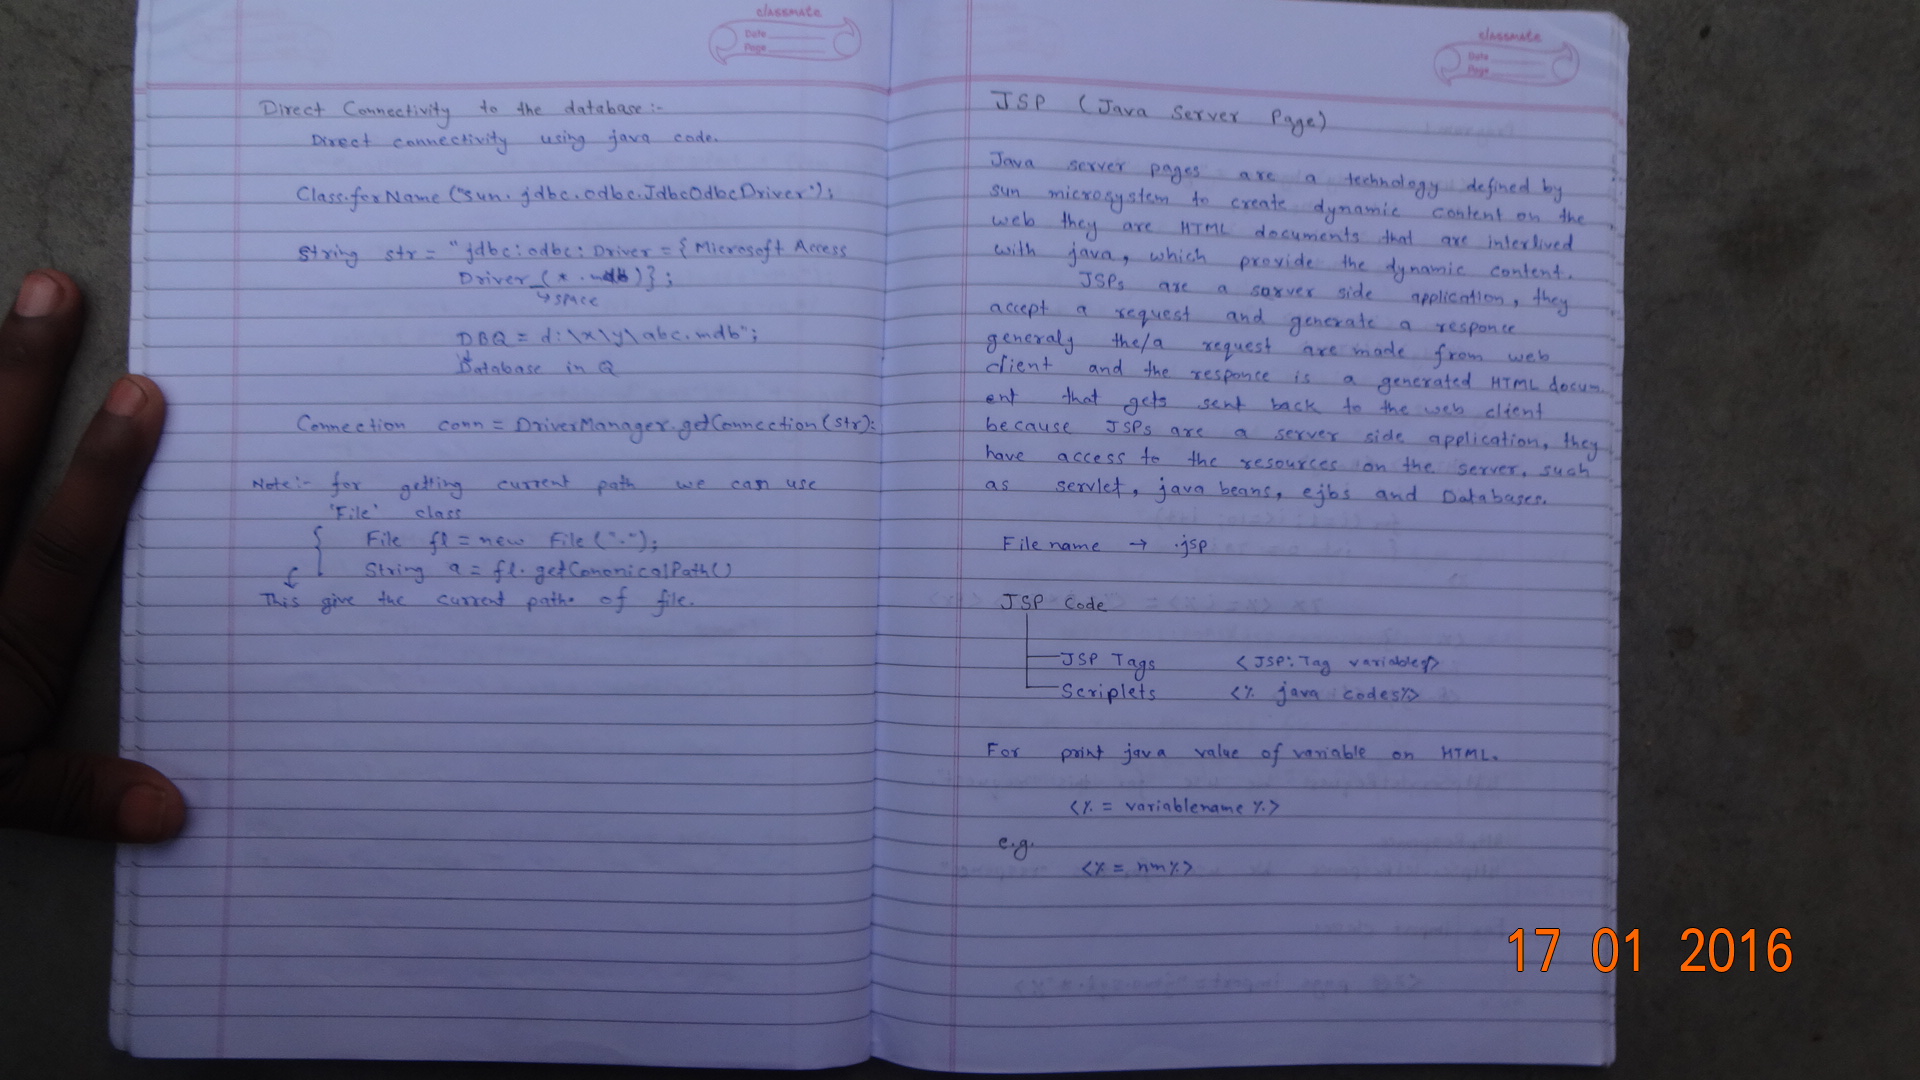 classmate
Date
Page
Direct Connectivity to the database:-
Direct connectivity using java code.
Class.forName ("sun.jdbc.odbc.JdbcOdbcDriver");
String str = "jdbc:odbc:Driver={Microsoft Access
Driver (*.mdb)};
↳space
DBQ = d:\x\y\abc.mdb";
Database in Q
Connection conn = DriverManager.getConnection(str);
Note:- for getting current path we can use
'File' class
File fl = new File (".");
String a = fl.getCononicalPath()
This give the current path of file.
classmate
Date
Page
JSP (Java Server Page)
Java server pages are a technology defined by
sun microsystem to create dynamic content on the
web they are HTML documents that are interlived
with java, which provide the dynamic content.
JSPs are a sarver side application, they
accept a request and generate a responce
generaly the/a request are made from web
client and the responce is a generated HTML docum
ent that gets sent back to the web client
because JSPs are a server side application, they
have access to the resources on the server. such
as servlet, java beans, ejbs and Databases.
File name → .jsp
JSP Code
JSP Tags <JSP:Tag variable>
Scriplets <% java codes%>
For print java value of variable on HTML.
<% = variablename %>
e.g.
<% = nm%>
17 01 2016